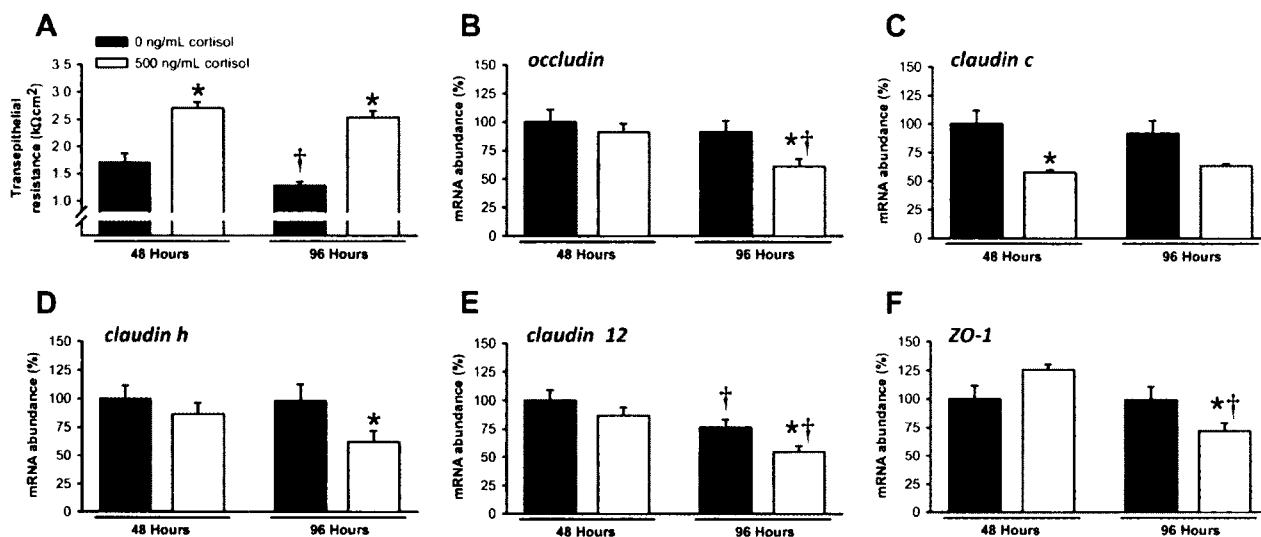 A
0 ng/mL cortisol
500 ng/mL cortisol
Transepithelial
resistance (kΩcm2)
3 5
3.0
2.5
2.0
1.5
1.0
*
†
*
48 Hours
96 Hours
B
occludin
mRNA abundance (%)
150
125
100
75
50
25
0
*†
48 Hours
96 Hours
C
claudin c
mRNA abundance (%)
150
125
100
75
50
25
0
*
48 Hours
96 Hours
D
claudin h
mRNA abundance (%)
150
125
100
75
50
25
0
*
48 Hours
96 Hours
E
claudin 12
mRNA abundance (%)
150
125
100
75
50
25
0
†
*†
48 Hours
96 Hours
F
ZO-1
mRNA abundance (%)
150
125
100
75
50
25
0
*†
48 Hours
96 Hours